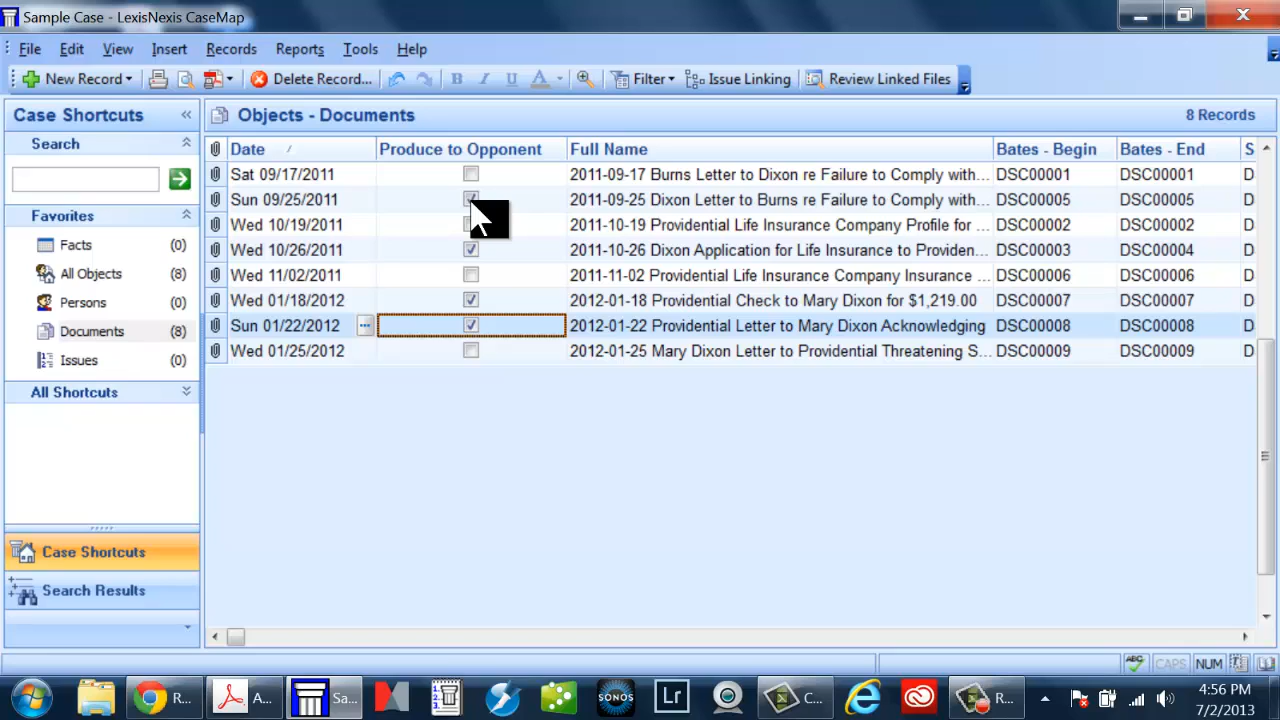 Sample Case - LexisNexis CaseMap
File Edit View Insert Records Reports Tools Help
New Record Delete Record... B I U A Filter Issue Linking Review Linked Files
Case Shortcuts «
Objects - Documents 8 Records
Search
Date Produce to Opponent Full Name Bates - Begin Bates - End S
Sat 09/17/2011 2011-09-17 Burns Letter to Dixon re Failure to Comply with... DSC00001 DSC00001 D
Sun 09/25/2011 2011-09-25 Dixon Letter to Burns re Failure to Comply with... DSC00005 DSC00005 D
Wed 10/19/2011 2011-10-19 Providential Life Insurance Company Profile for ... DSC00002 DSC00002 D
Wed 10/26/2011 2011-10-26 Dixon Application for Life Insurance to Providen... DSC00003 DSC00004 D
Wed 11/02/2011 2011-11-02 Providential Life Insurance Company Insurance ... DSC00006 DSC00006 D
Wed 01/18/2012 2012-01-18 Providential Check to Mary Dixon for $1,219.00 DSC00007 DSC00007 D
Sun 01/22/2012 ... 2012-01-22 Providential Letter to Mary Dixon Acknowledging DSC00008 DSC00008 D
Wed 01/25/2012 2012-01-25 Mary Dixon Letter to Providential Threatening S... DSC00009 DSC00009 D
Favorites
Facts (0)
All Objects (8)
Persons (0)
Documents (8)
Issues (0)
All Shortcuts
Case Shortcuts
Search Results
CAPS NUM
R... A... Sa... SONOS Lr C... R...
4:56 PM
7/2/2013